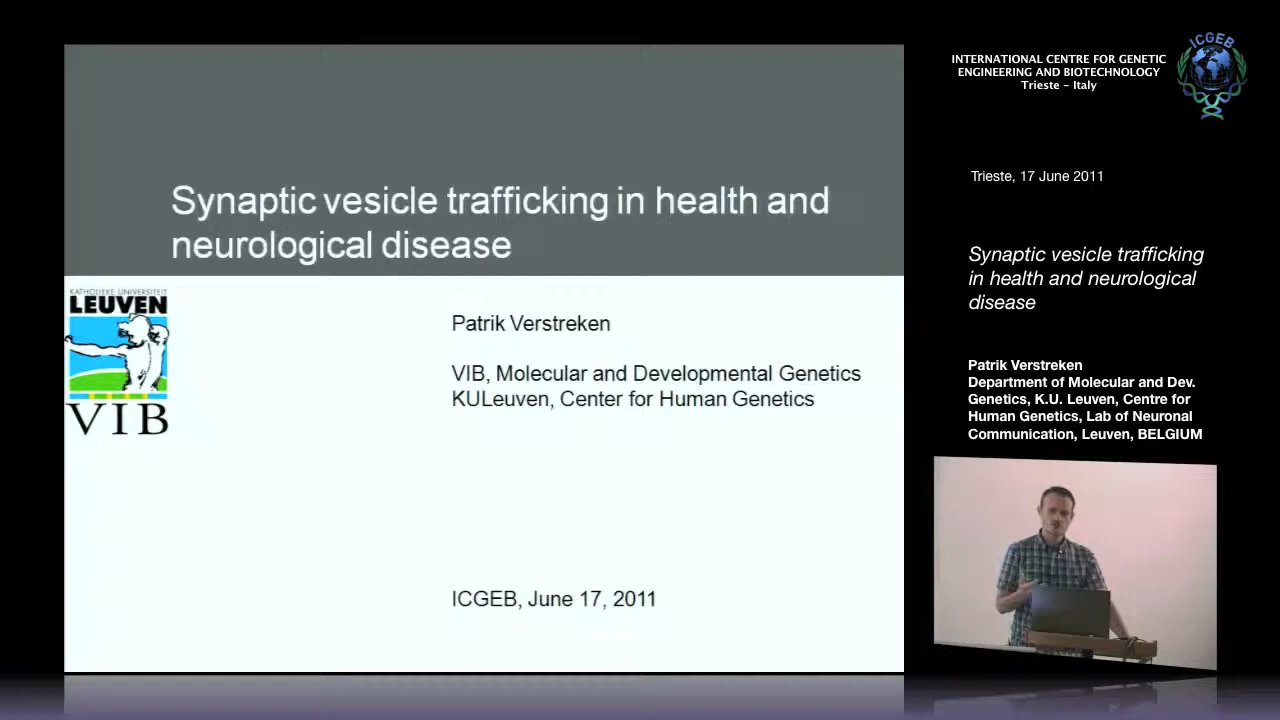 Synaptic vesicle trafficking in health and
neurological disease
KATHOLIEKE UNIVERSITEIT
LEUVEN
VIB
Patrik Verstreken
VIB, Molecular and Developmental Genetics
KULeuven, Center for Human Genetics
ICGEB, June 17, 2011
INTERNATIONAL CENTRE FOR GENETIC
ENGINEERING AND BIOTECHNOLOGY
Trieste - Italy
ICGEB
Trieste, 17 June 2011
Synaptic vesicle trafficking
in health and neurological
disease
Patrik Verstreken
Department of Molecular and Dev.
Genetics, K.U. Leuven, Centre for
Human Genetics, Lab of Neuronal
Communication, Leuven, BELGIUM